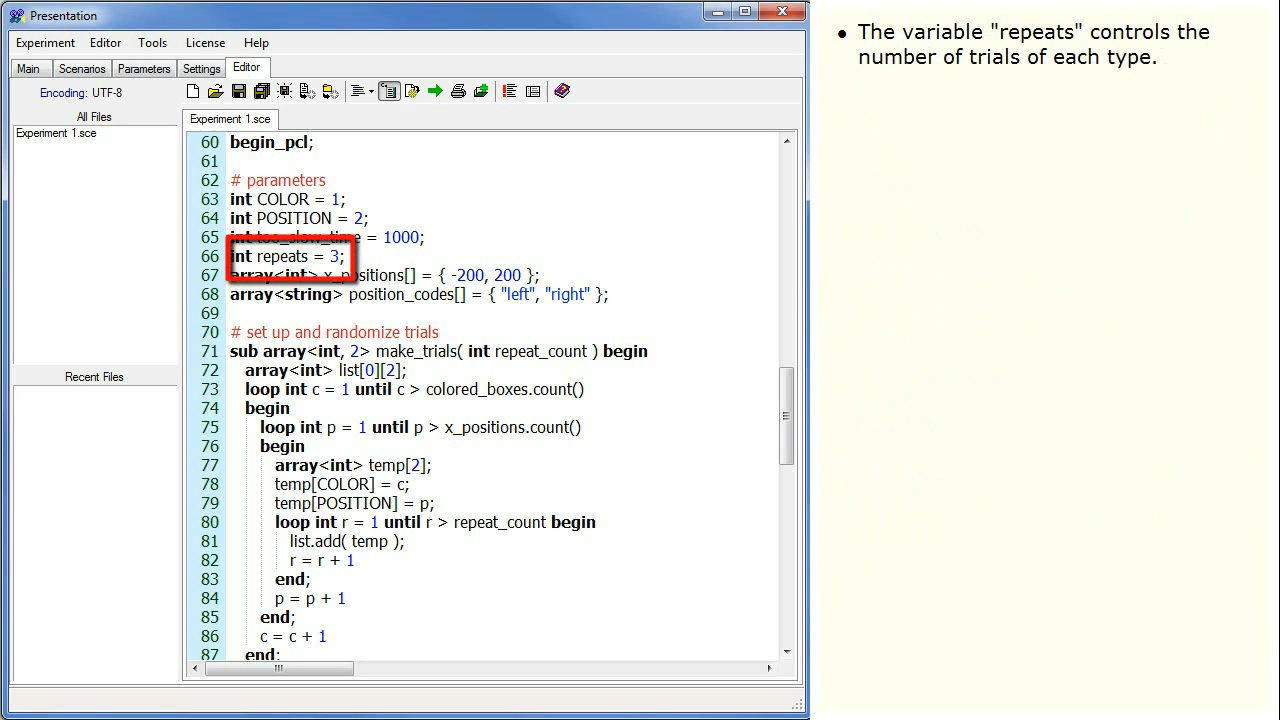 Presentation
Experiment Editor Tools License Help
Main Scenarios Parameters Settings Editor
Encoding: UTF-8
All Files
Experiment 1.sce
Recent Files
Experiment 1.sce
60 begin_pcl;
61
62 # parameters
63 int COLOR = 1;
64 int POSITION = 2;
65 int too_slow_time = 1000;
66 int repeats = 3;
67 array<int> x_positions[] = { -200, 200 };
68 array<string> position_codes[] = { "left", "right" };
69
70 # set up and randomize trials
71 sub array<int, 2> make_trials( int repeat_count ) begin
72 array<int> list[0][2];
73 loop int c = 1 until c > colored_boxes.count()
74 begin
75 loop int p = 1 until p > x_positions.count()
76 begin
77 array<int> temp[2];
78 temp[COLOR] = c;
79 temp[POSITION] = p;
80 loop int r = 1 until r > repeat_count begin
81 list.add( temp );
82 r = r + 1
83 end;
84 p = p + 1
85 end;
86 c = c + 1
87 end;
• The variable "repeats" controls the
number of trials of each type.